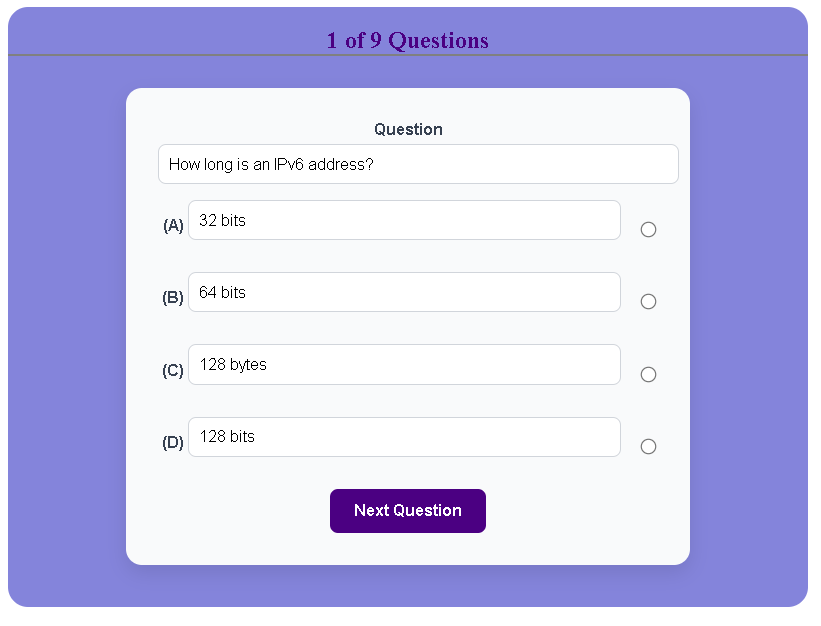 1 of 9 Questions
Question
How long is an IPv6 address?
(A) 32 bits
(B) 64 bits
(C) 128 bytes
(D) 128 bits
Next Question